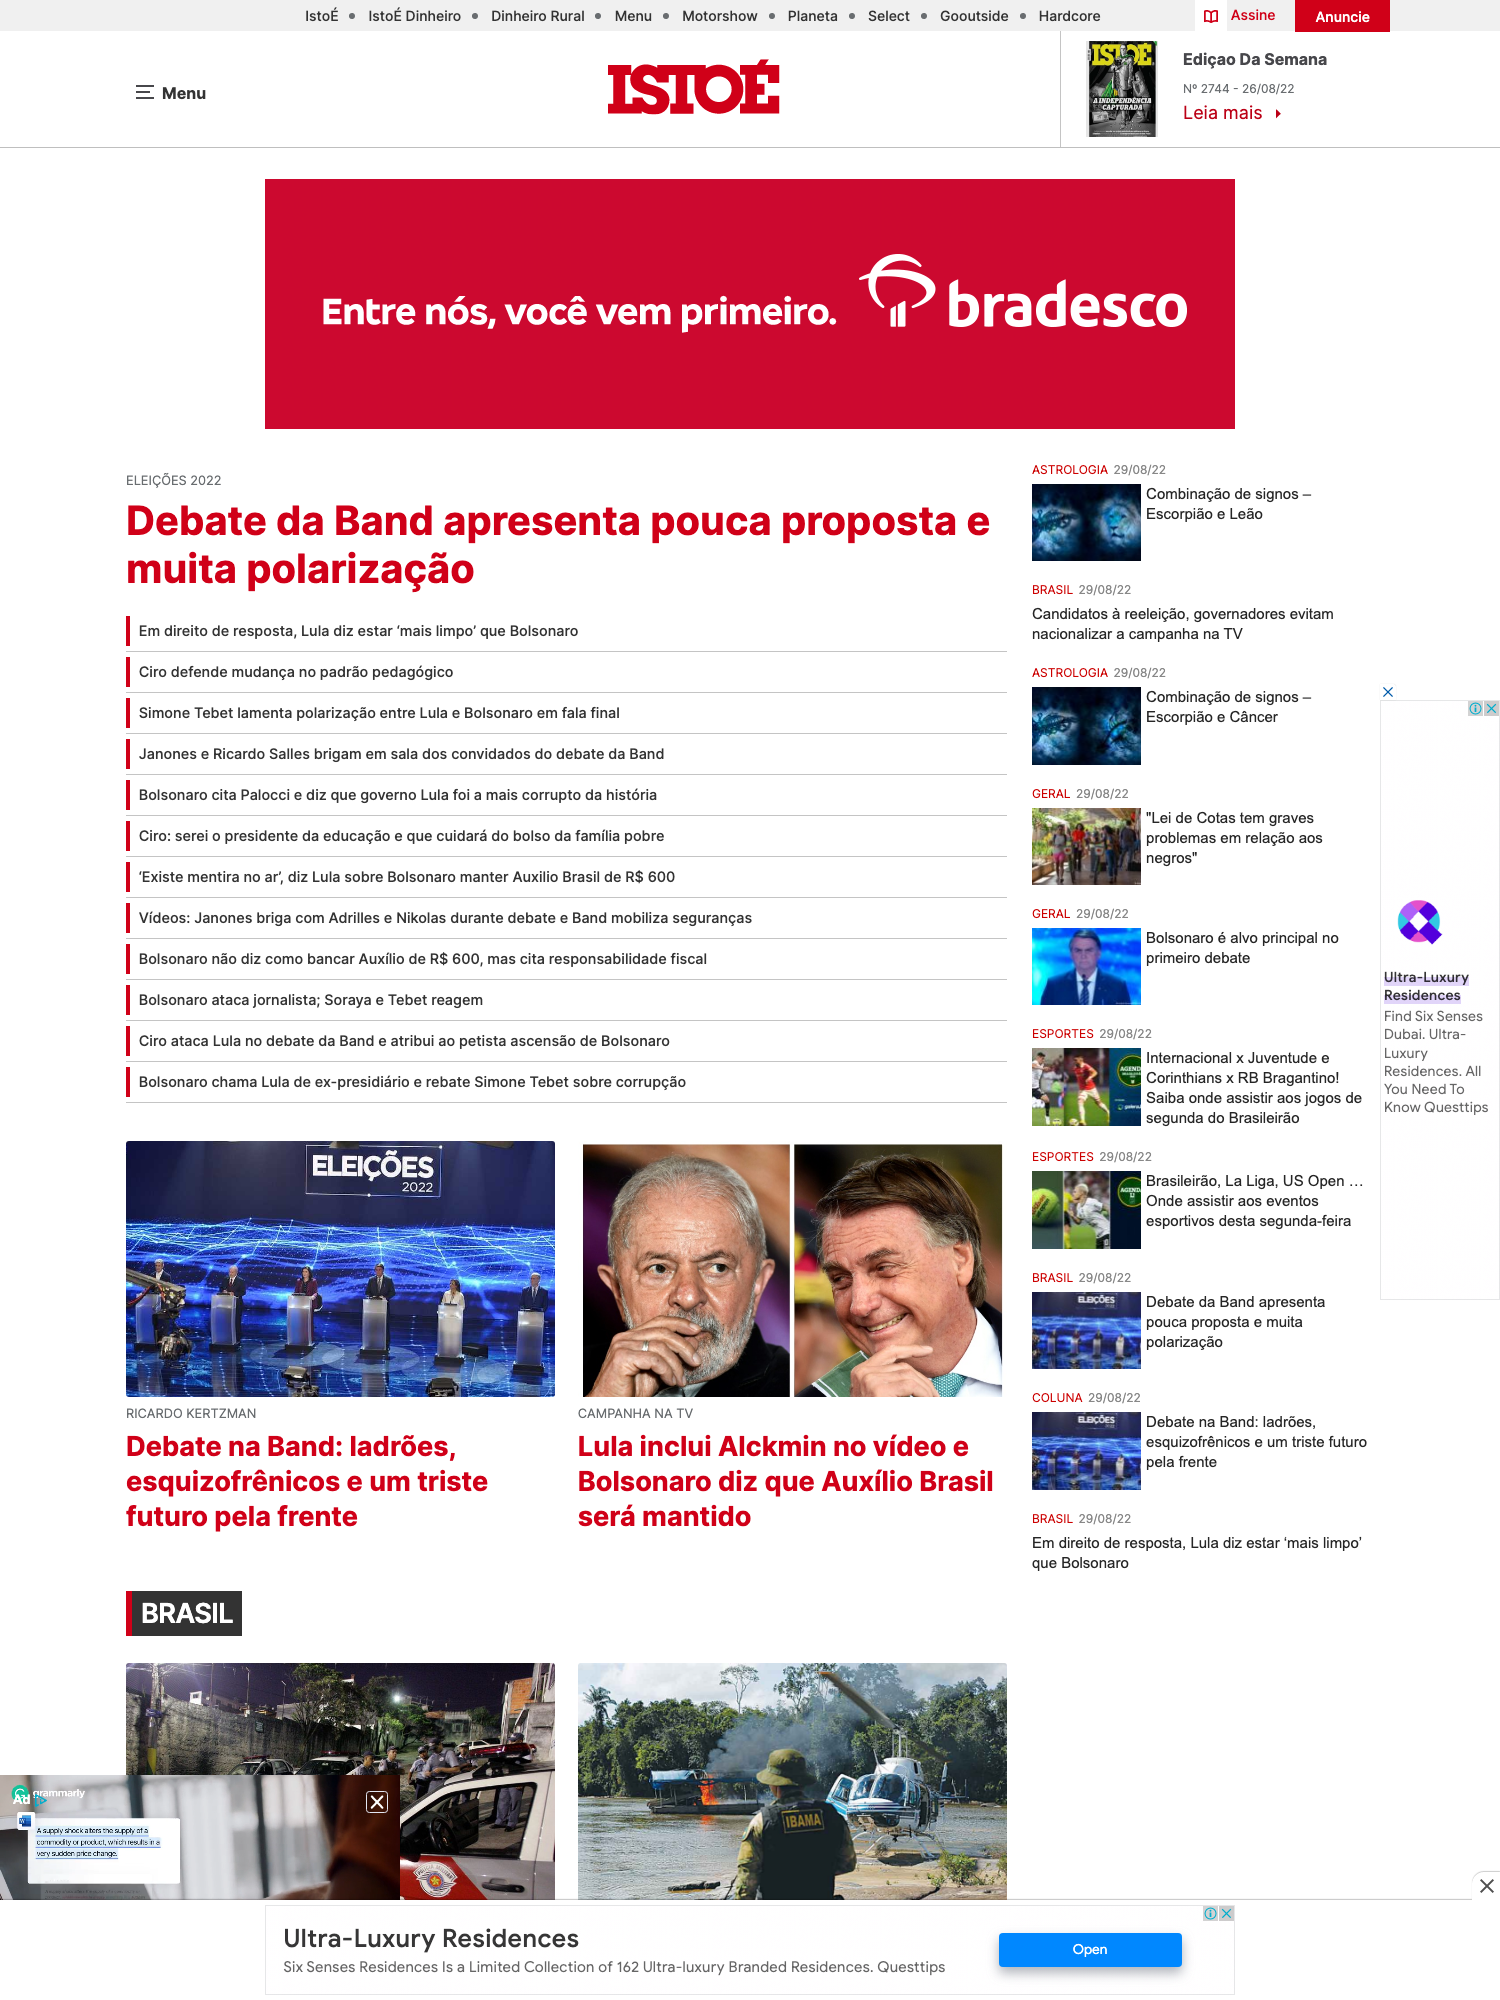 IstoÉ • IstoÉ Dinheiro • Dinheiro Rural • Menu • Motorshow • Planeta • Select • Gooutside • Hardcore
Assine
Anuncie
Menu
ISTOÉ
ISTOÉ
A INDEPENDÊNCIA
CAPTURADA
Ediçao Da Semana
Nº 2744 - 26/08/22
Leia mais
Entre nós, você vem primeiro.
bradesco
ELEIÇÕES 2022
Debate da Band apresenta pouca proposta e
muita polarização
Em direito de resposta, Lula diz estar ‘mais limpo’ que Bolsonaro
Ciro defende mudança no padrão pedagógico
Simone Tebet lamenta polarização entre Lula e Bolsonaro em fala final
Janones e Ricardo Salles brigam em sala dos convidados do debate da Band
Bolsonaro cita Palocci e diz que governo Lula foi a mais corrupto da história
Ciro: serei o presidente da educação e que cuidará do bolso da família pobre
‘Existe mentira no ar’, diz Lula sobre Bolsonaro manter Auxilio Brasil de R$ 600
Vídeos: Janones briga com Adrilles e Nikolas durante debate e Band mobiliza seguranças
Bolsonaro não diz como bancar Auxílio de R$ 600, mas cita responsabilidade fiscal
Bolsonaro ataca jornalista; Soraya e Tebet reagem
Ciro ataca Lula no debate da Band e atribui ao petista ascensão de Bolsonaro
Bolsonaro chama Lula de ex-presidiário e rebate Simone Tebet sobre corrupção
ELEIÇÕES
2022
RICARDO KERTZMAN
Debate na Band: ladrões,
esquizofrênicos e um triste
futuro pela frente
CAMPANHA NA TV
Lula inclui Alckmin no vídeo e
Bolsonaro diz que Auxílio Brasil
será mantido
BRASIL
IBAMA
ASTROLOGIA 29/08/22
Combinação de signos –
Escorpião e Leão
BRASIL 29/08/22
Candidatos à reeleição, governadores evitam
nacionalizar a campanha na TV
ASTROLOGIA 29/08/22
Combinação de signos –
Escorpião e Câncer
GERAL 29/08/22
"Lei de Cotas tem graves
problemas em relação aos
negros"
GERAL 29/08/22
Bolsonaro é alvo principal no
primeiro debate
ESPORTES 29/08/22
AGEND
Internacional x Juventude e
Corinthians x RB Bragantino!
Saiba onde assistir aos jogos de
segunda do Brasileirão
ESPORTES 29/08/22
AGEND
Brasileirão, La Liga, US Open …
Onde assistir aos eventos
esportivos desta segunda-feira
BRASIL 29/08/22
ELEIÇÕES
Debate da Band apresenta
pouca proposta e muita
polarização
COLUNA 29/08/22
ELEIÇÕES
Debate na Band: ladrões,
esquizofrênicos e um triste futuro
pela frente
BRASIL 29/08/22
Em direito de resposta, Lula diz estar ‘mais limpo’
que Bolsonaro
Ultra-Luxury
Residences
Find Six Senses
Dubai. Ultra-
Luxury
Residences. All
You Need To
Know Questtips
grammarly
Ad
A supply shock alters the supply of a
commodity or product, which results in a
very sudden price change.
Ultra-Luxury Residences
Six Senses Residences Is a Limited Collection of 162 Ultra-luxury Branded Residences. Questtips
Open